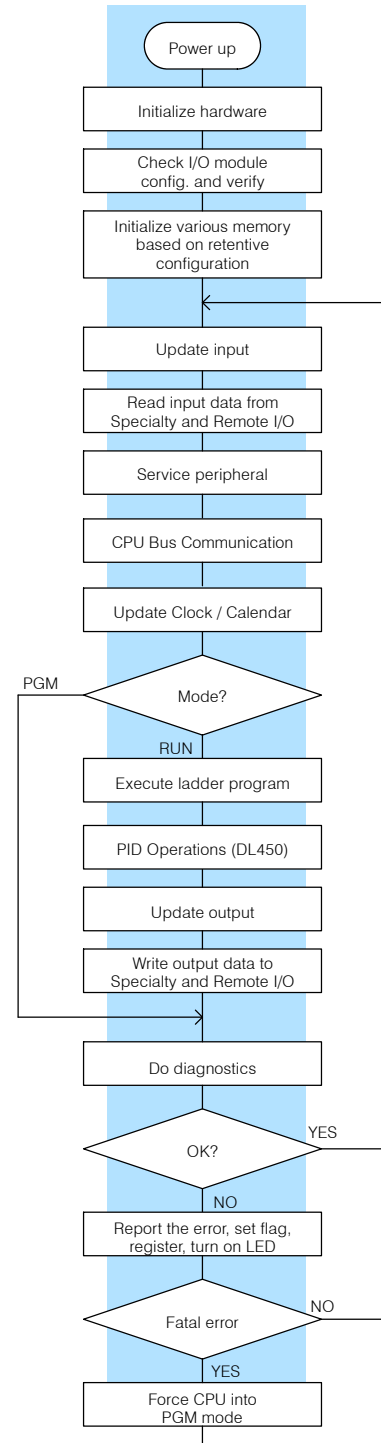 Power up
Initialize hardware
Check I/O module
config. and verify
Initialize various memory
based on retentive
configuration
Update input
Read input data from
Specialty and Remote I/O
Service peripheral
CPU Bus Communication
Update Clock / Calendar
PGM
Mode?
RUN
Execute ladder program
PID Operations (DL450)
Update output
Write output data to
Specialty and Remote I/O
Do diagnostics
YES
OK?
NO
Report the error, set flag,
register, turn on LED
NO
Fatal error
YES
Force CPU into
PGM mode